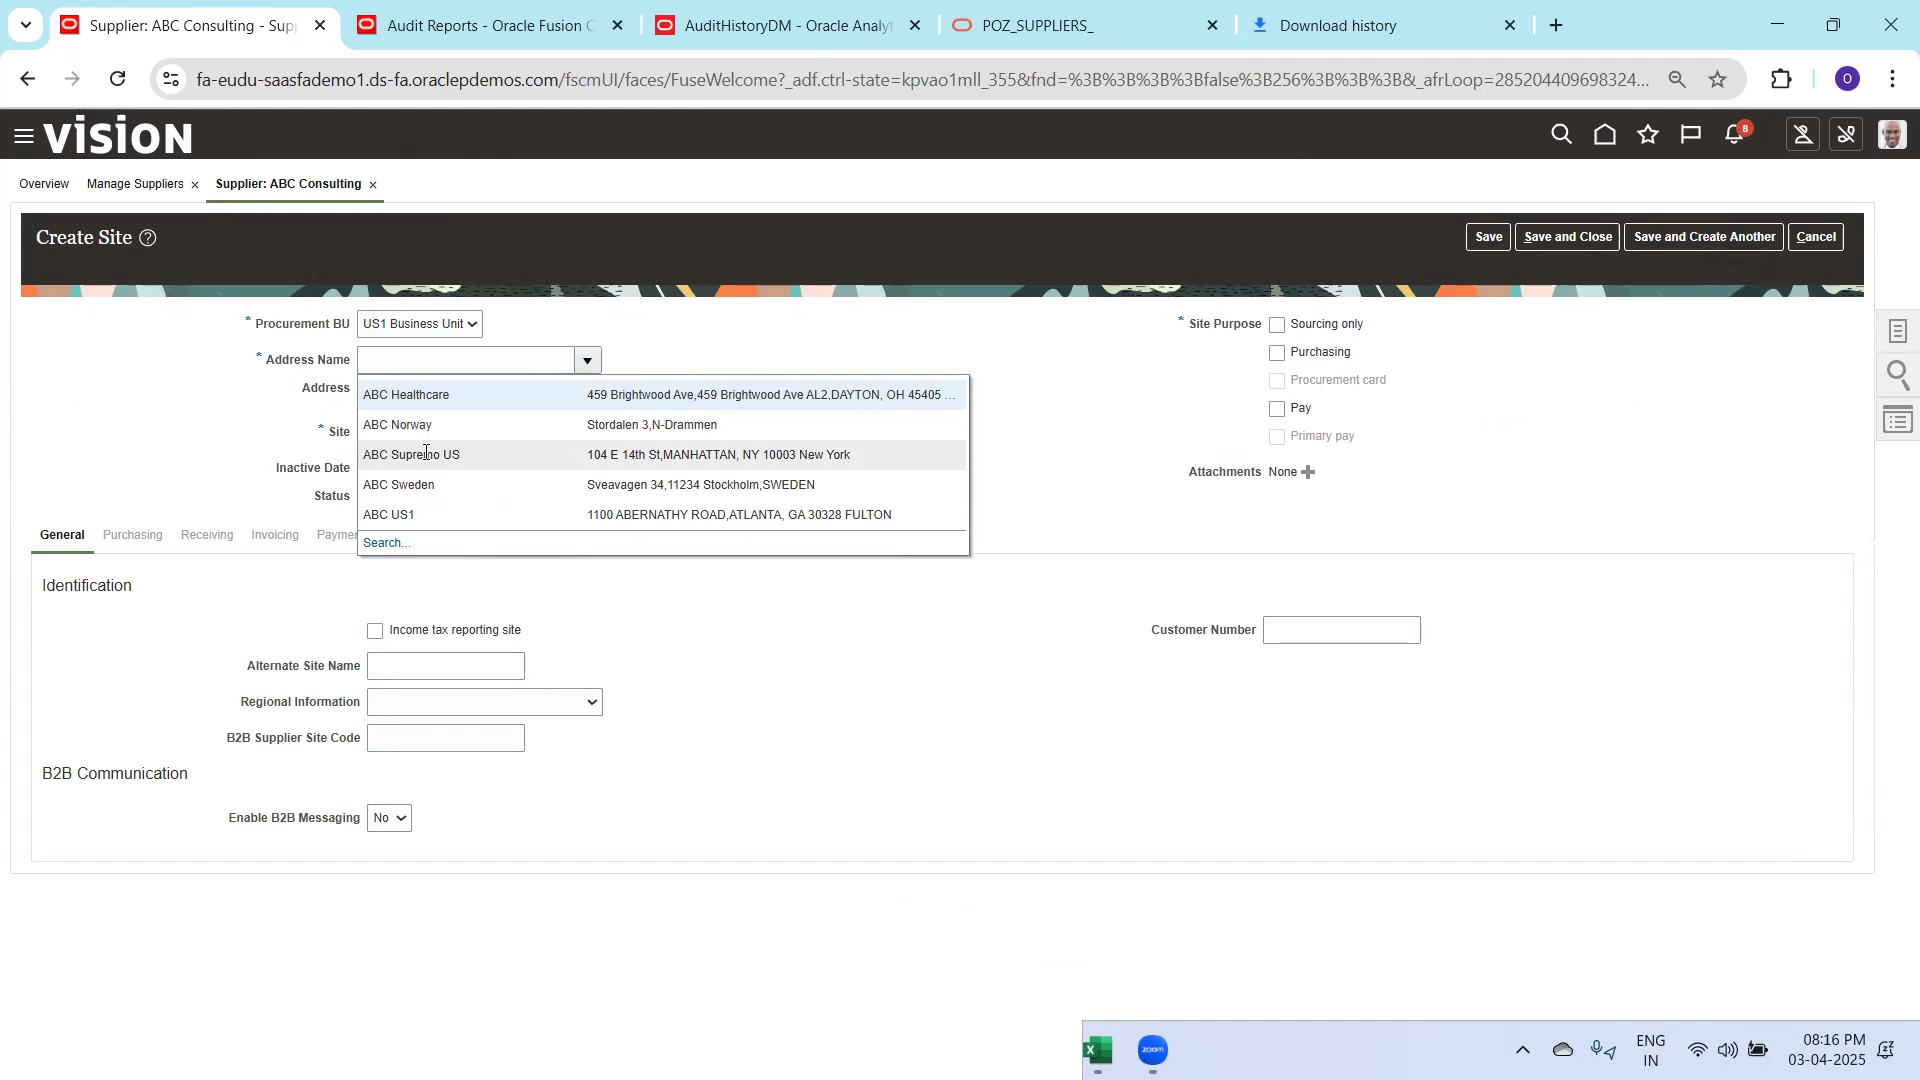 Supplier: ABC Consulting - Supp
Audit Reports - Oracle Fusion C
AuditHistoryDM - Oracle Analyt
POZ_SUPPLIERS_
Download history
fa-eudu-saasfademo1.ds-fa.oraclepdemos.com/fscmUI/faces/FuseWelcome?_adf.ctrl-state=kpvao1mll_355&fnd=%3B%3B%3B%3Bfalse%3B256%3B%3B%3B&_afrLoop=285204409698324...
O
vision
8
Overview Manage Suppliers Supplier: ABC Consulting
Create Site
Save Save and Close Save and Create Another Cancel
* Procurement BU US1 Business Unit
* Site Purpose Sourcing only
* Address Name
Purchasing
Address
Procurement card
ABC Healthcare 459 Brightwood Ave,459 Brightwood Ave AL2,DAYTON, OH 45405 ...
ABC Norway Stordalen 3,N-Drammen
Pay
* Site
Primary pay
ABC Supremo US 104 E 14th St,MANHATTAN, NY 10003 New York
Inactive Date
Attachments None
ABC Sweden Sveavagen 34,11234 Stockholm,SWEDEN
Status
ABC US1 1100 ABERNATHY ROAD,ATLANTA, GA 30328 FULTON
General Purchasing Receiving Invoicing Paymen
Search...
Identification
Income tax reporting site
Customer Number
Alternate Site Name
Regional Information
B2B Supplier Site Code
B2B Communication
Enable B2B Messaging No
zoom
ENG
IN
08:16 PM
03-04-2025